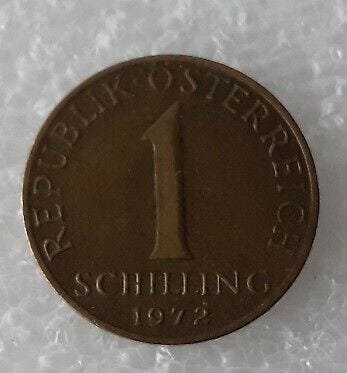 REPUBLIK · ÖSTERREICH
1
SCHILLING
1972